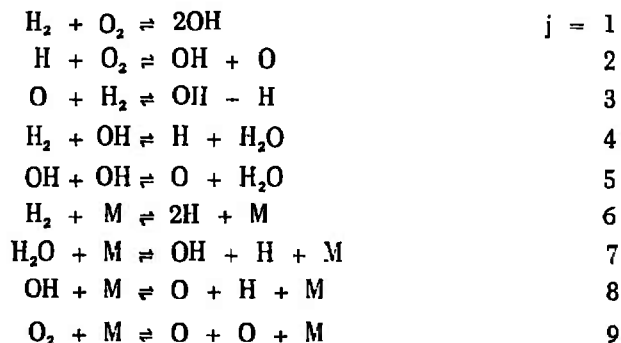 H₂ + O₂ ⇌ 2OH j = 1
H + O₂ ⇌ OH + O 2
O + H₂ ⇌ OH - H 3
H₂ + OH ⇌ H + H₂O 4
OH + OH ⇌ O + H₂O 5
H₂ + M ⇌ 2H + M 6
H₂O + M ⇌ OH + H + M 7
OH + M ⇌ O + H + M 8
O₂ + M ⇌ O + O + M 9